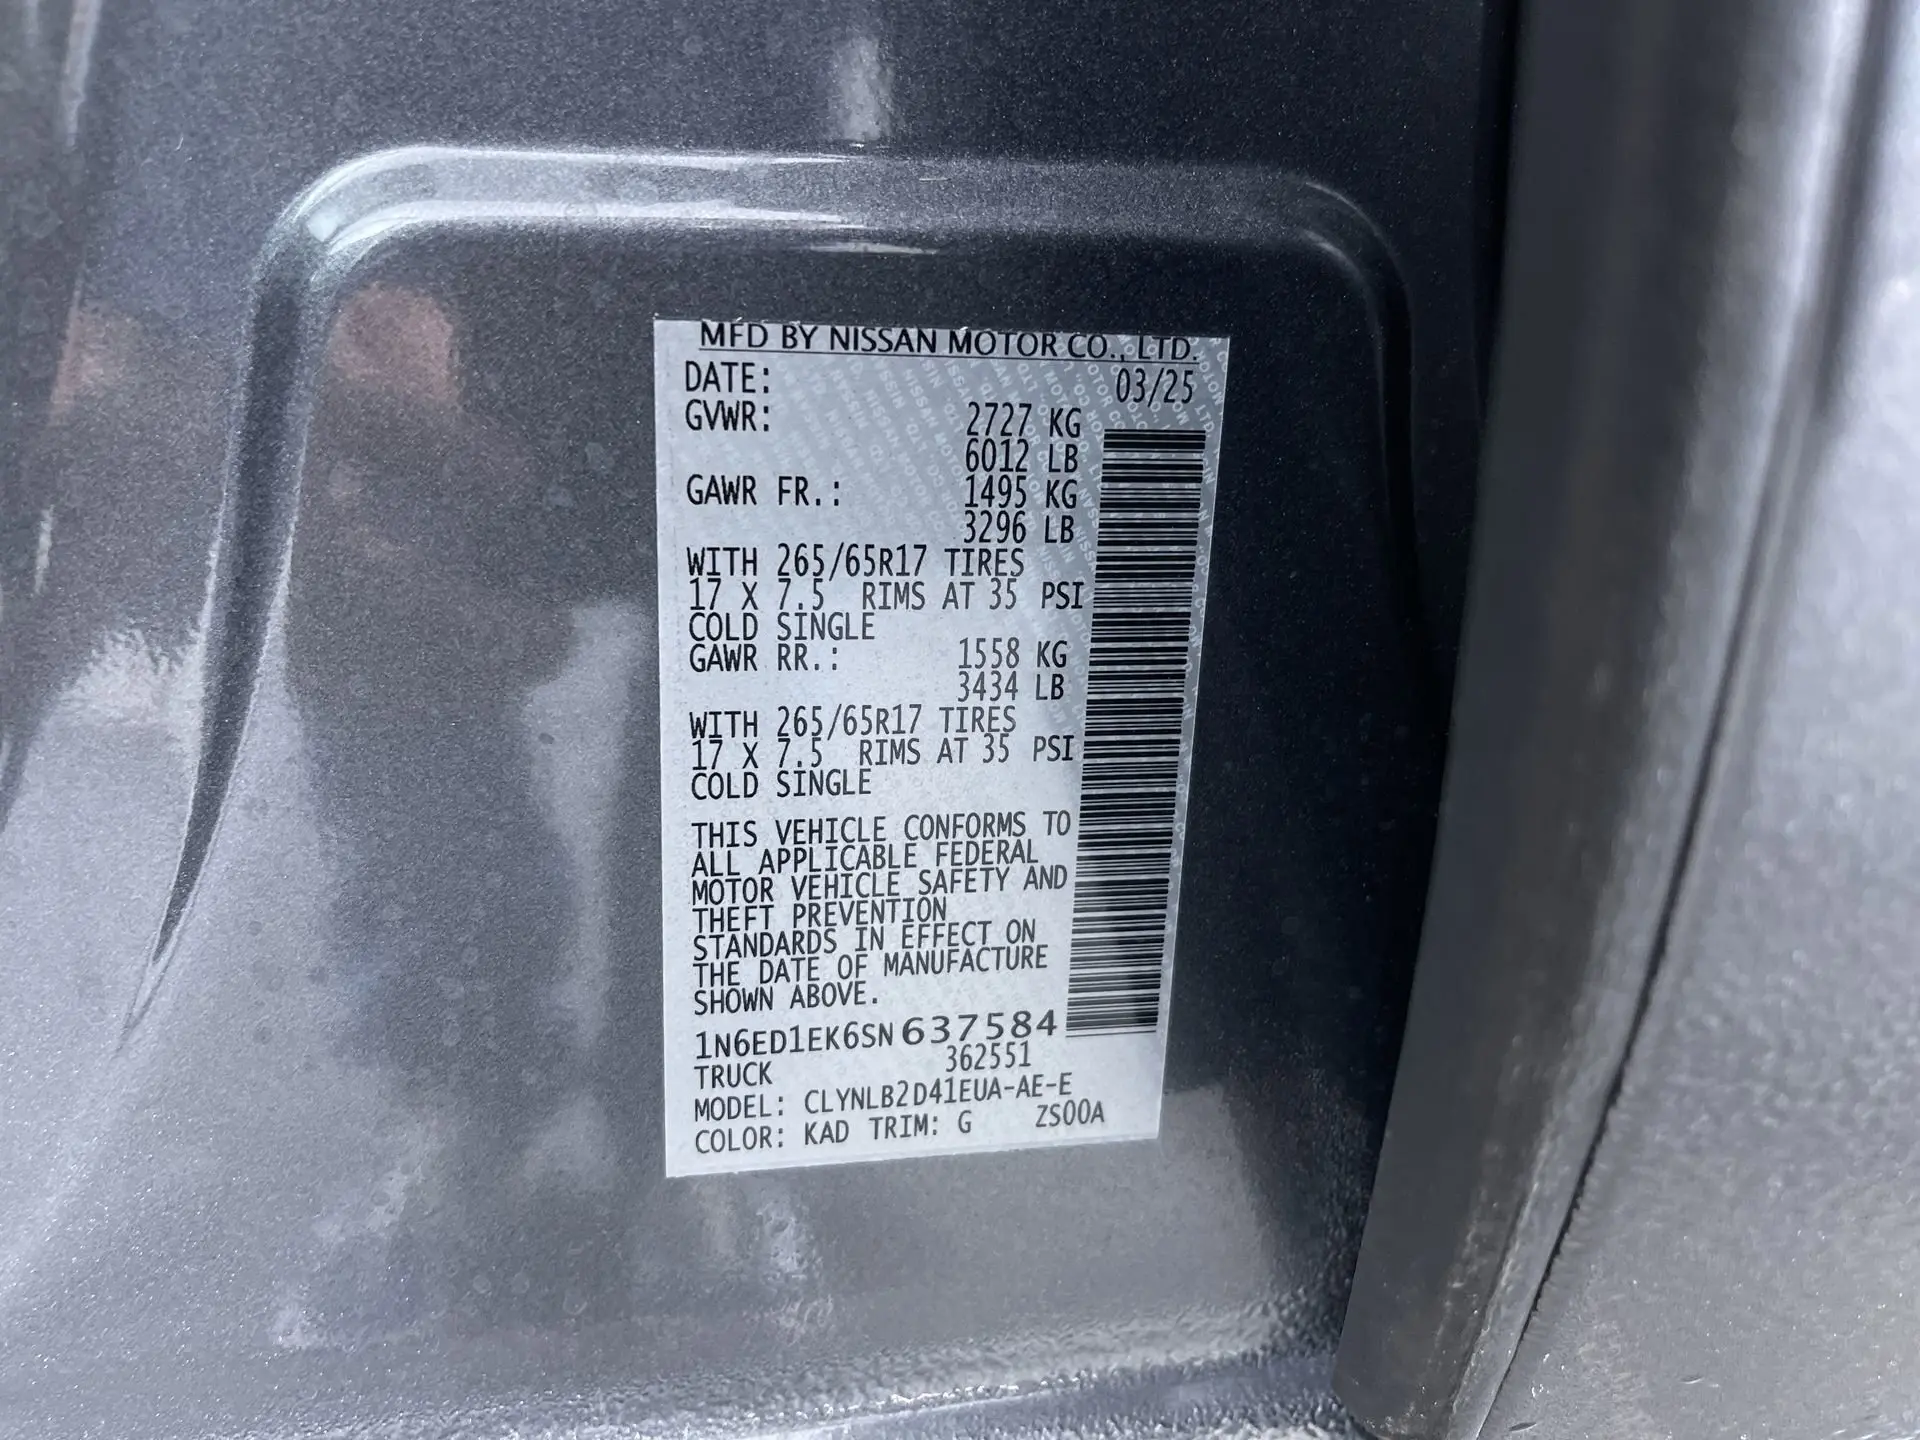 MFD BY NISSAN MOTOR CO., LTD.
DATE: 03/25
GVWR: 2727 KG
6012 LB
GAWR FR.: 1495 KG
3296 LB
WITH 265/65R17 TIRES
17 X 7.5 RIMS AT 35 PSI
COLD SINGLE
GAWR RR.: 1558 KG
3434 LB
WITH 265/65R17 TIRES
17 X 7.5 RIMS AT 35 PSI
COLD SINGLE
THIS VEHICLE CONFORMS TO
ALL APPLICABLE FEDERAL
MOTOR VEHICLE SAFETY AND
THEFT PREVENTION
STANDARDS IN EFFECT ON
THE DATE OF MANUFACTURE
SHOWN ABOVE.
1N6ED1EK6SN637584
TRUCK 362551
MODEL: CLYNLB2D41EUA-AE-E
COLOR: KAD TRIM: G ZS00A